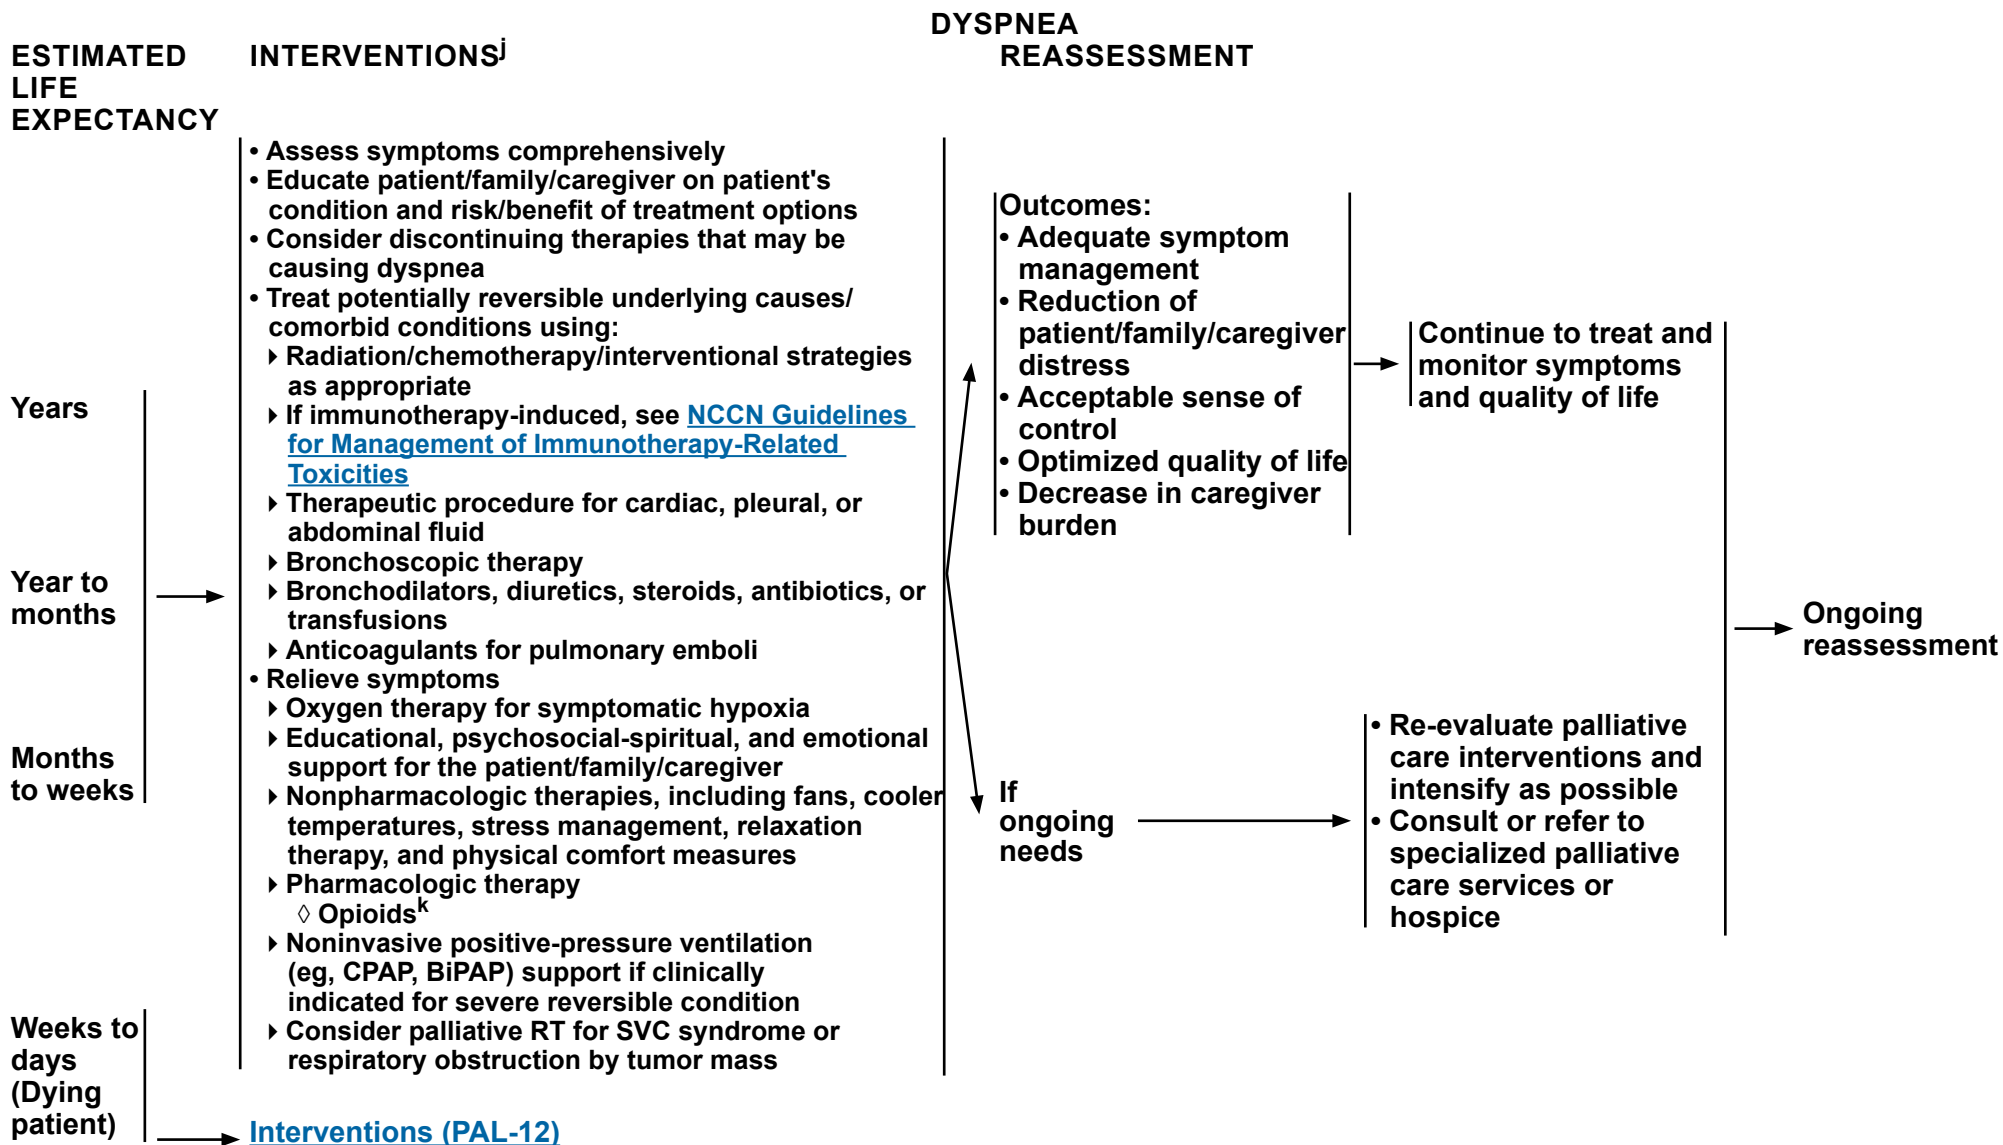 DYSPNEA
ESTIMATED
LIFE
EXPECTANCY
INTERVENTIONSj
REASSESSMENT
Years
Year to
months
Months
to weeks
• Assess symptoms comprehensively
• Educate patient/family/caregiver on patient's
condition and risk/benefit of treatment options
• Consider discontinuing therapies that may be
causing dyspnea
• Treat potentially reversible underlying causes/
comorbid conditions using:
‣ Radiation/chemotherapy/interventional strategies
as appropriate
‣ If immunotherapy-induced, see NCCN Guidelines
for Management of Immunotherapy-Related
Toxicities
‣ Therapeutic procedure for cardiac, pleural, or
abdominal fluid
‣ Bronchoscopic therapy
‣ Bronchodilators, diuretics, steroids, antibiotics, or
transfusions
‣ Anticoagulants for pulmonary emboli
• Relieve symptoms
‣ Oxygen therapy for symptomatic hypoxia
‣ Educational, psychosocial-spiritual, and emotional
support for the patient/family/caregiver
‣ Nonpharmacologic therapies, including fans, cooler
temperatures, stress management, relaxation
therapy, and physical comfort measures
‣ Pharmacologic therapy
◊ Opioidsk
‣ Noninvasive positive-pressure ventilation
(eg, CPAP, BiPAP) support if clinically
indicated for severe reversible condition
‣ Consider palliative RT for SVC syndrome or
respiratory obstruction by tumor mass
Outcomes:
• Adequate symptom
management
• Reduction of
patient/family/caregiver
distress
• Acceptable sense of
control
• Optimized quality of life
• Decrease in caregiver
burden
Continue to treat and
monitor symptoms
and quality of life
If
ongoing
needs
• Re-evaluate palliative
care interventions and
intensify as possible
• Consult or refer to
specialized palliative
care services or
hospice
Ongoing
reassessment
Weeks to
days
(Dying
patient)
Interventions (PAL-12)